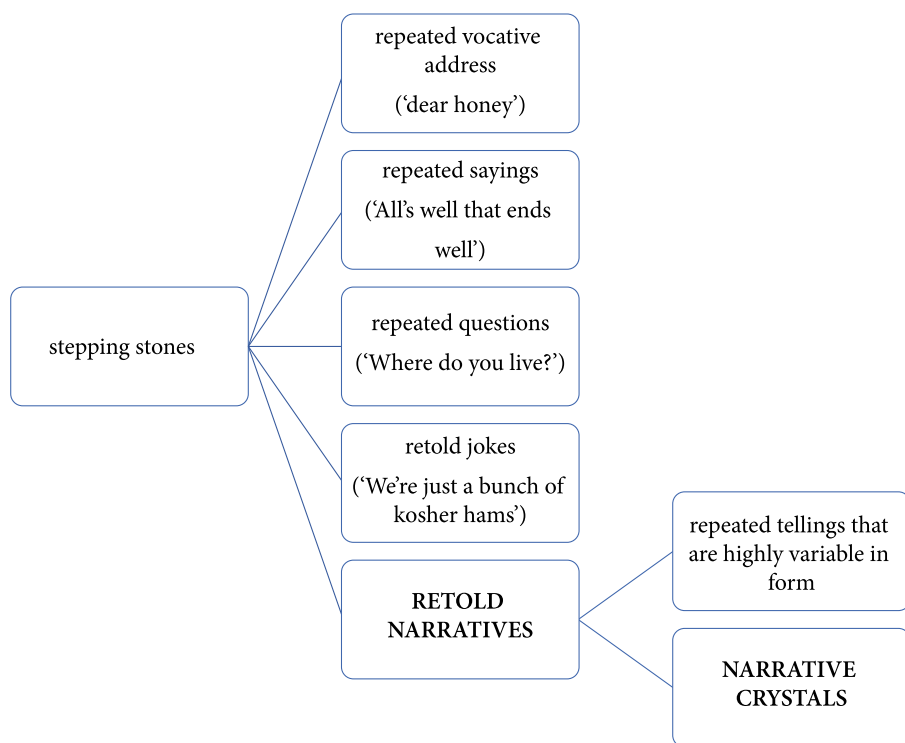 repeated vocative
address
(‘dear honey’)
repeated sayings
(‘All’s well that ends
well’)
stepping stones
repeated questions
(‘Where do you live?’)
retold jokes
(‘We’re just a bunch of
kosher hams’)
RETOLD
NARRATIVES
repeated tellings that
are highly variable in
form
NARRATIVE
CRYSTALS